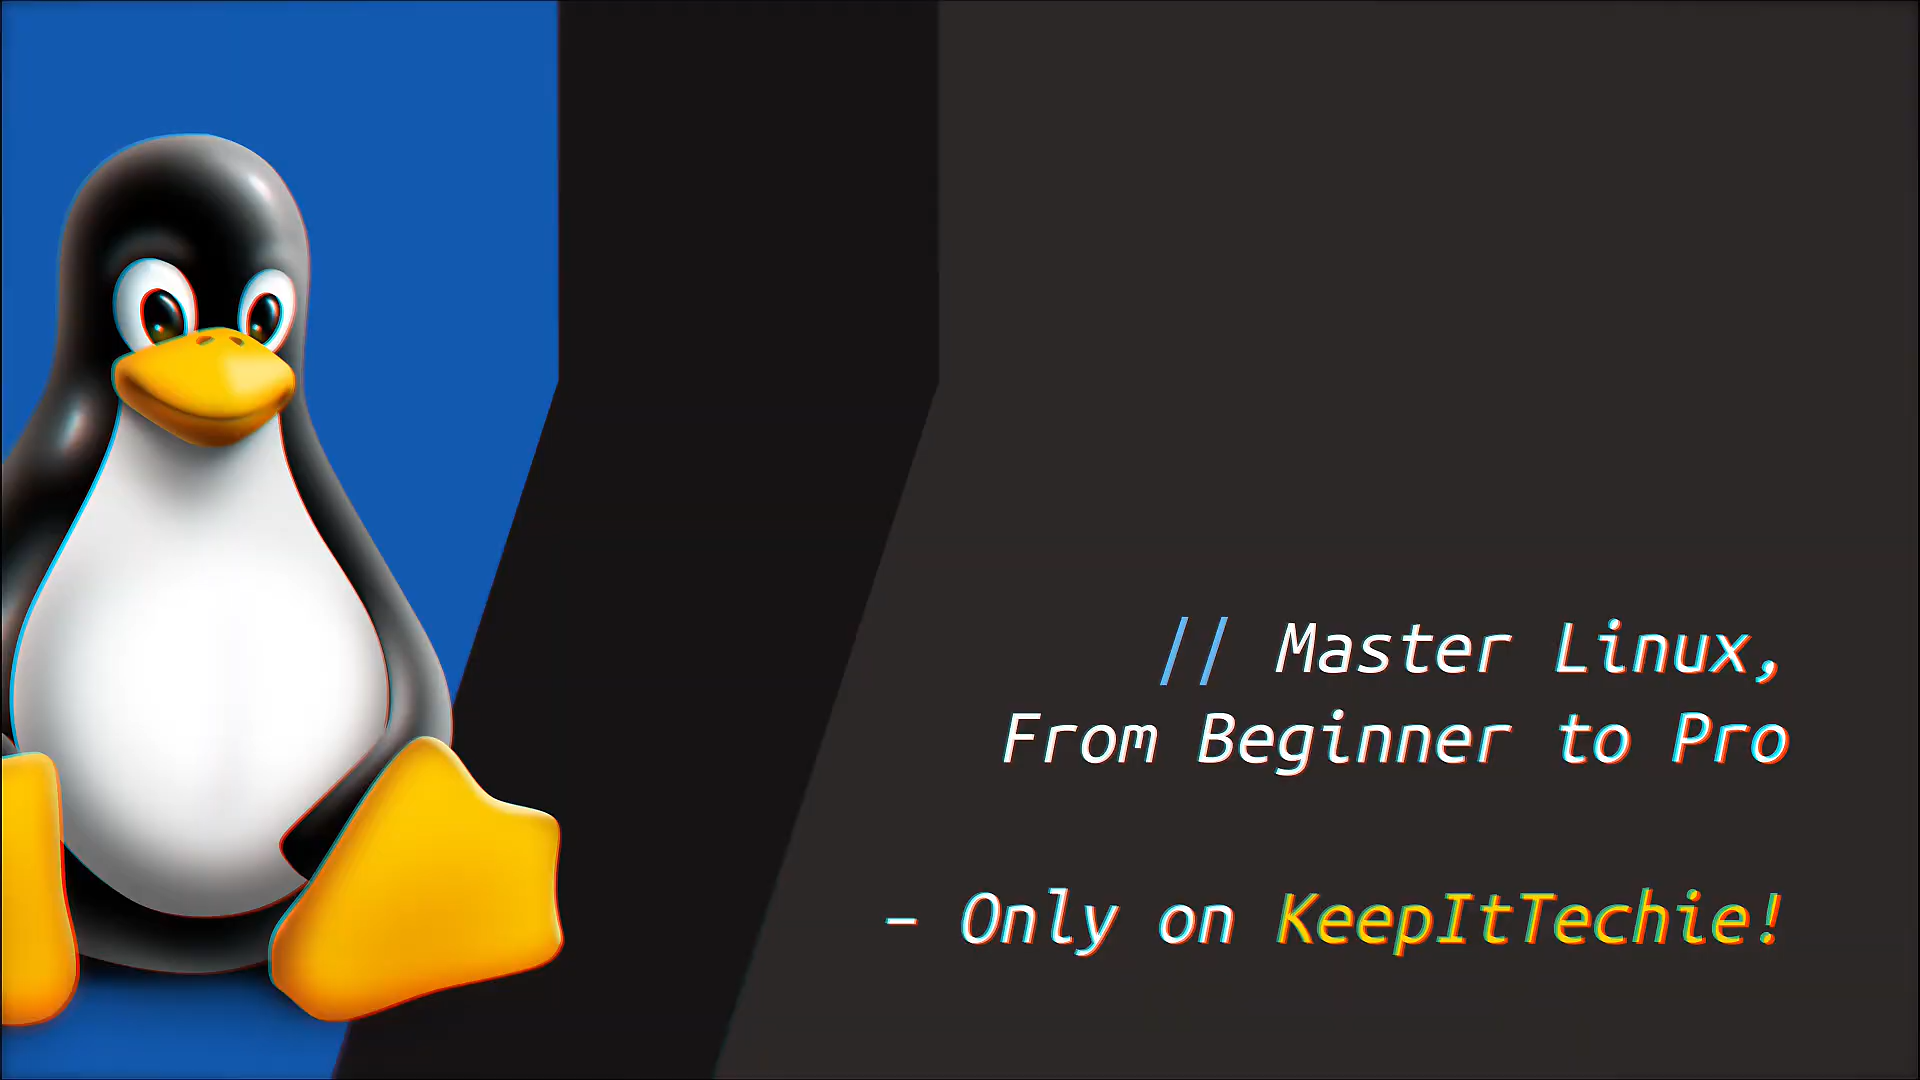 // Master Linux,
From Beginner to Pro
– Only on KeepItTechie!